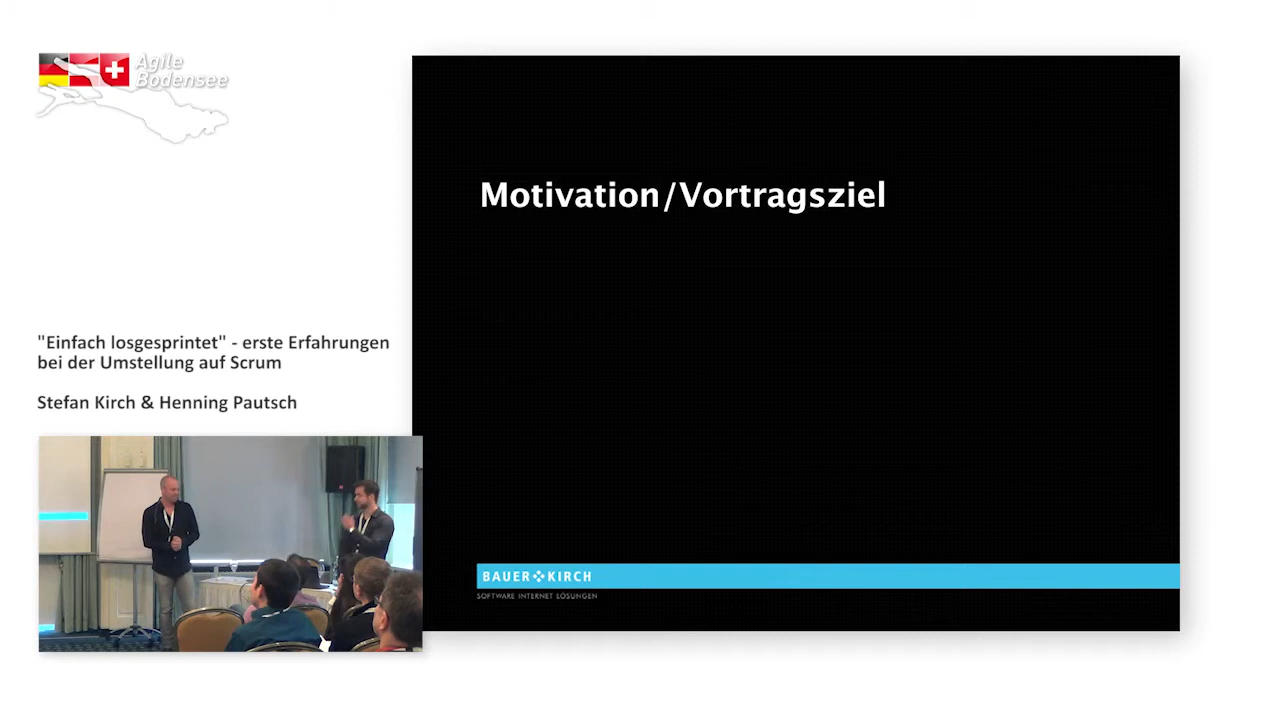 Agile
Bodensee
Motivation/Vortragsziel
"Einfach losgesprintet" - erste Erfahrungen
bei der Umstellung auf Scrum
Stefan Kirch & Henning Pautsch
BAUER KIRCH
SOFTWARE INTERNET LÖSUNGEN